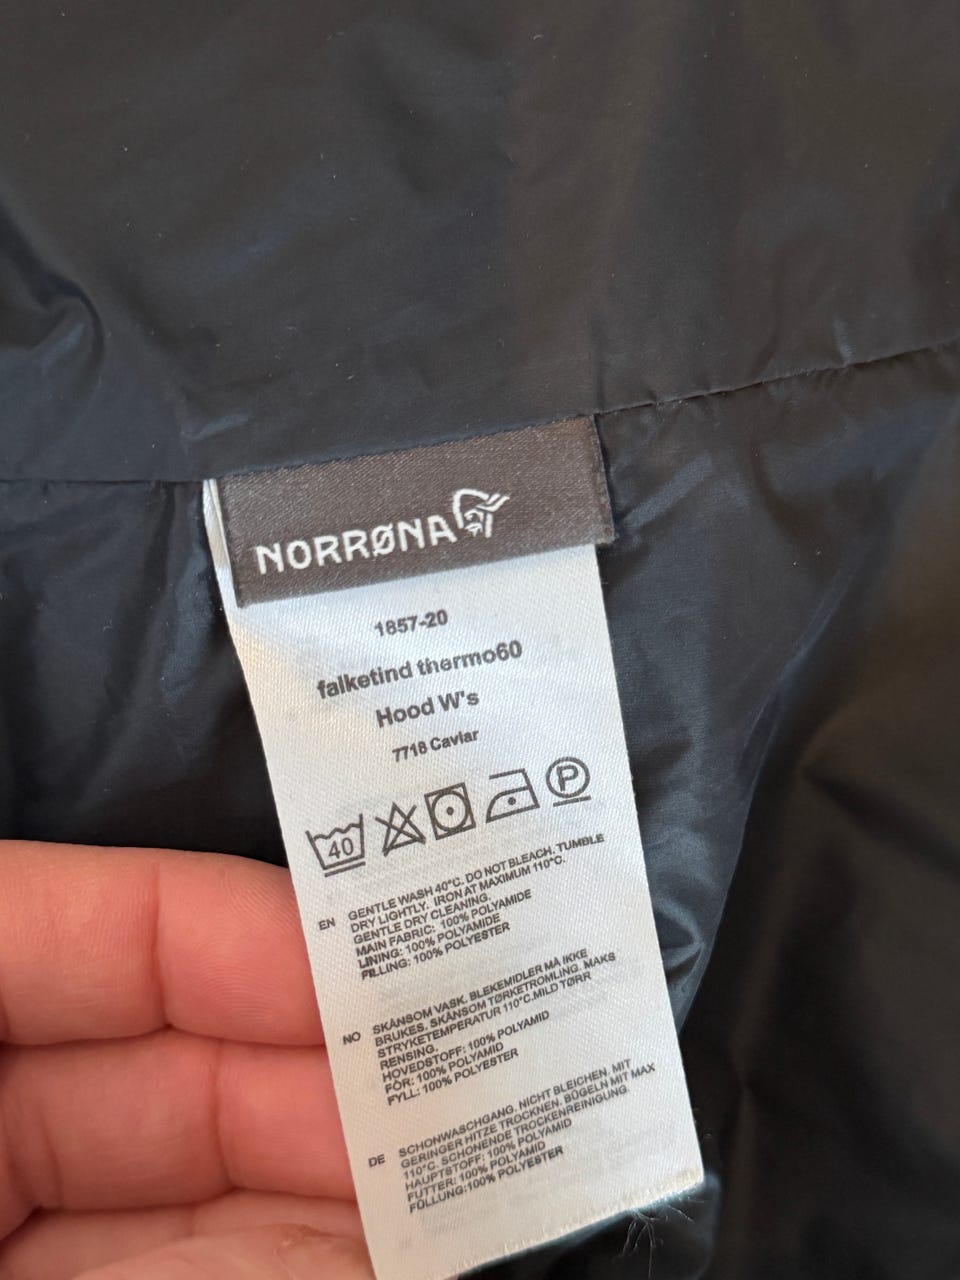 NORRØNA
1857-20
falketind thermo60
Hood W's
7718 Caviar
40
P
EN GENTLE WASH 40°C. DO NOT BLEACH. TUMBLE
DRY LIGHTLY. IRON AT MAXIMUM 110°C.
GENTLE DRY CLEANING.
MAIN FABRIC: 100% POLYAMIDE
LINING: 100% POLYAMIDE
FILLING: 100% POLYESTER
NO SKÅNSOM VASK. BLEKEMIDLER MÅ IKKE
BRUKES. SKÅNSOM TØRKETROMLING. MAKS
STRYKETEMPERATUR 110°C.MILD TØRR
RENSING.
HOVEDSTOFF: 100% POLYAMID
FÔR: 100% POLYAMID
FYLL: 100% POLYESTER
DE SCHONWASCHGANG. NICHT BLEICHEN. MIT
GERINGER HITZE TROCKNEN. BÜGELN MIT MAX
110°C. SCHONENDE TROCKENREINIGUNG.
HAUPTSTOFF: 100% POLYAMID
FUTTER: 100% POLYAMID
FÜLLUNG:100% POLYESTER